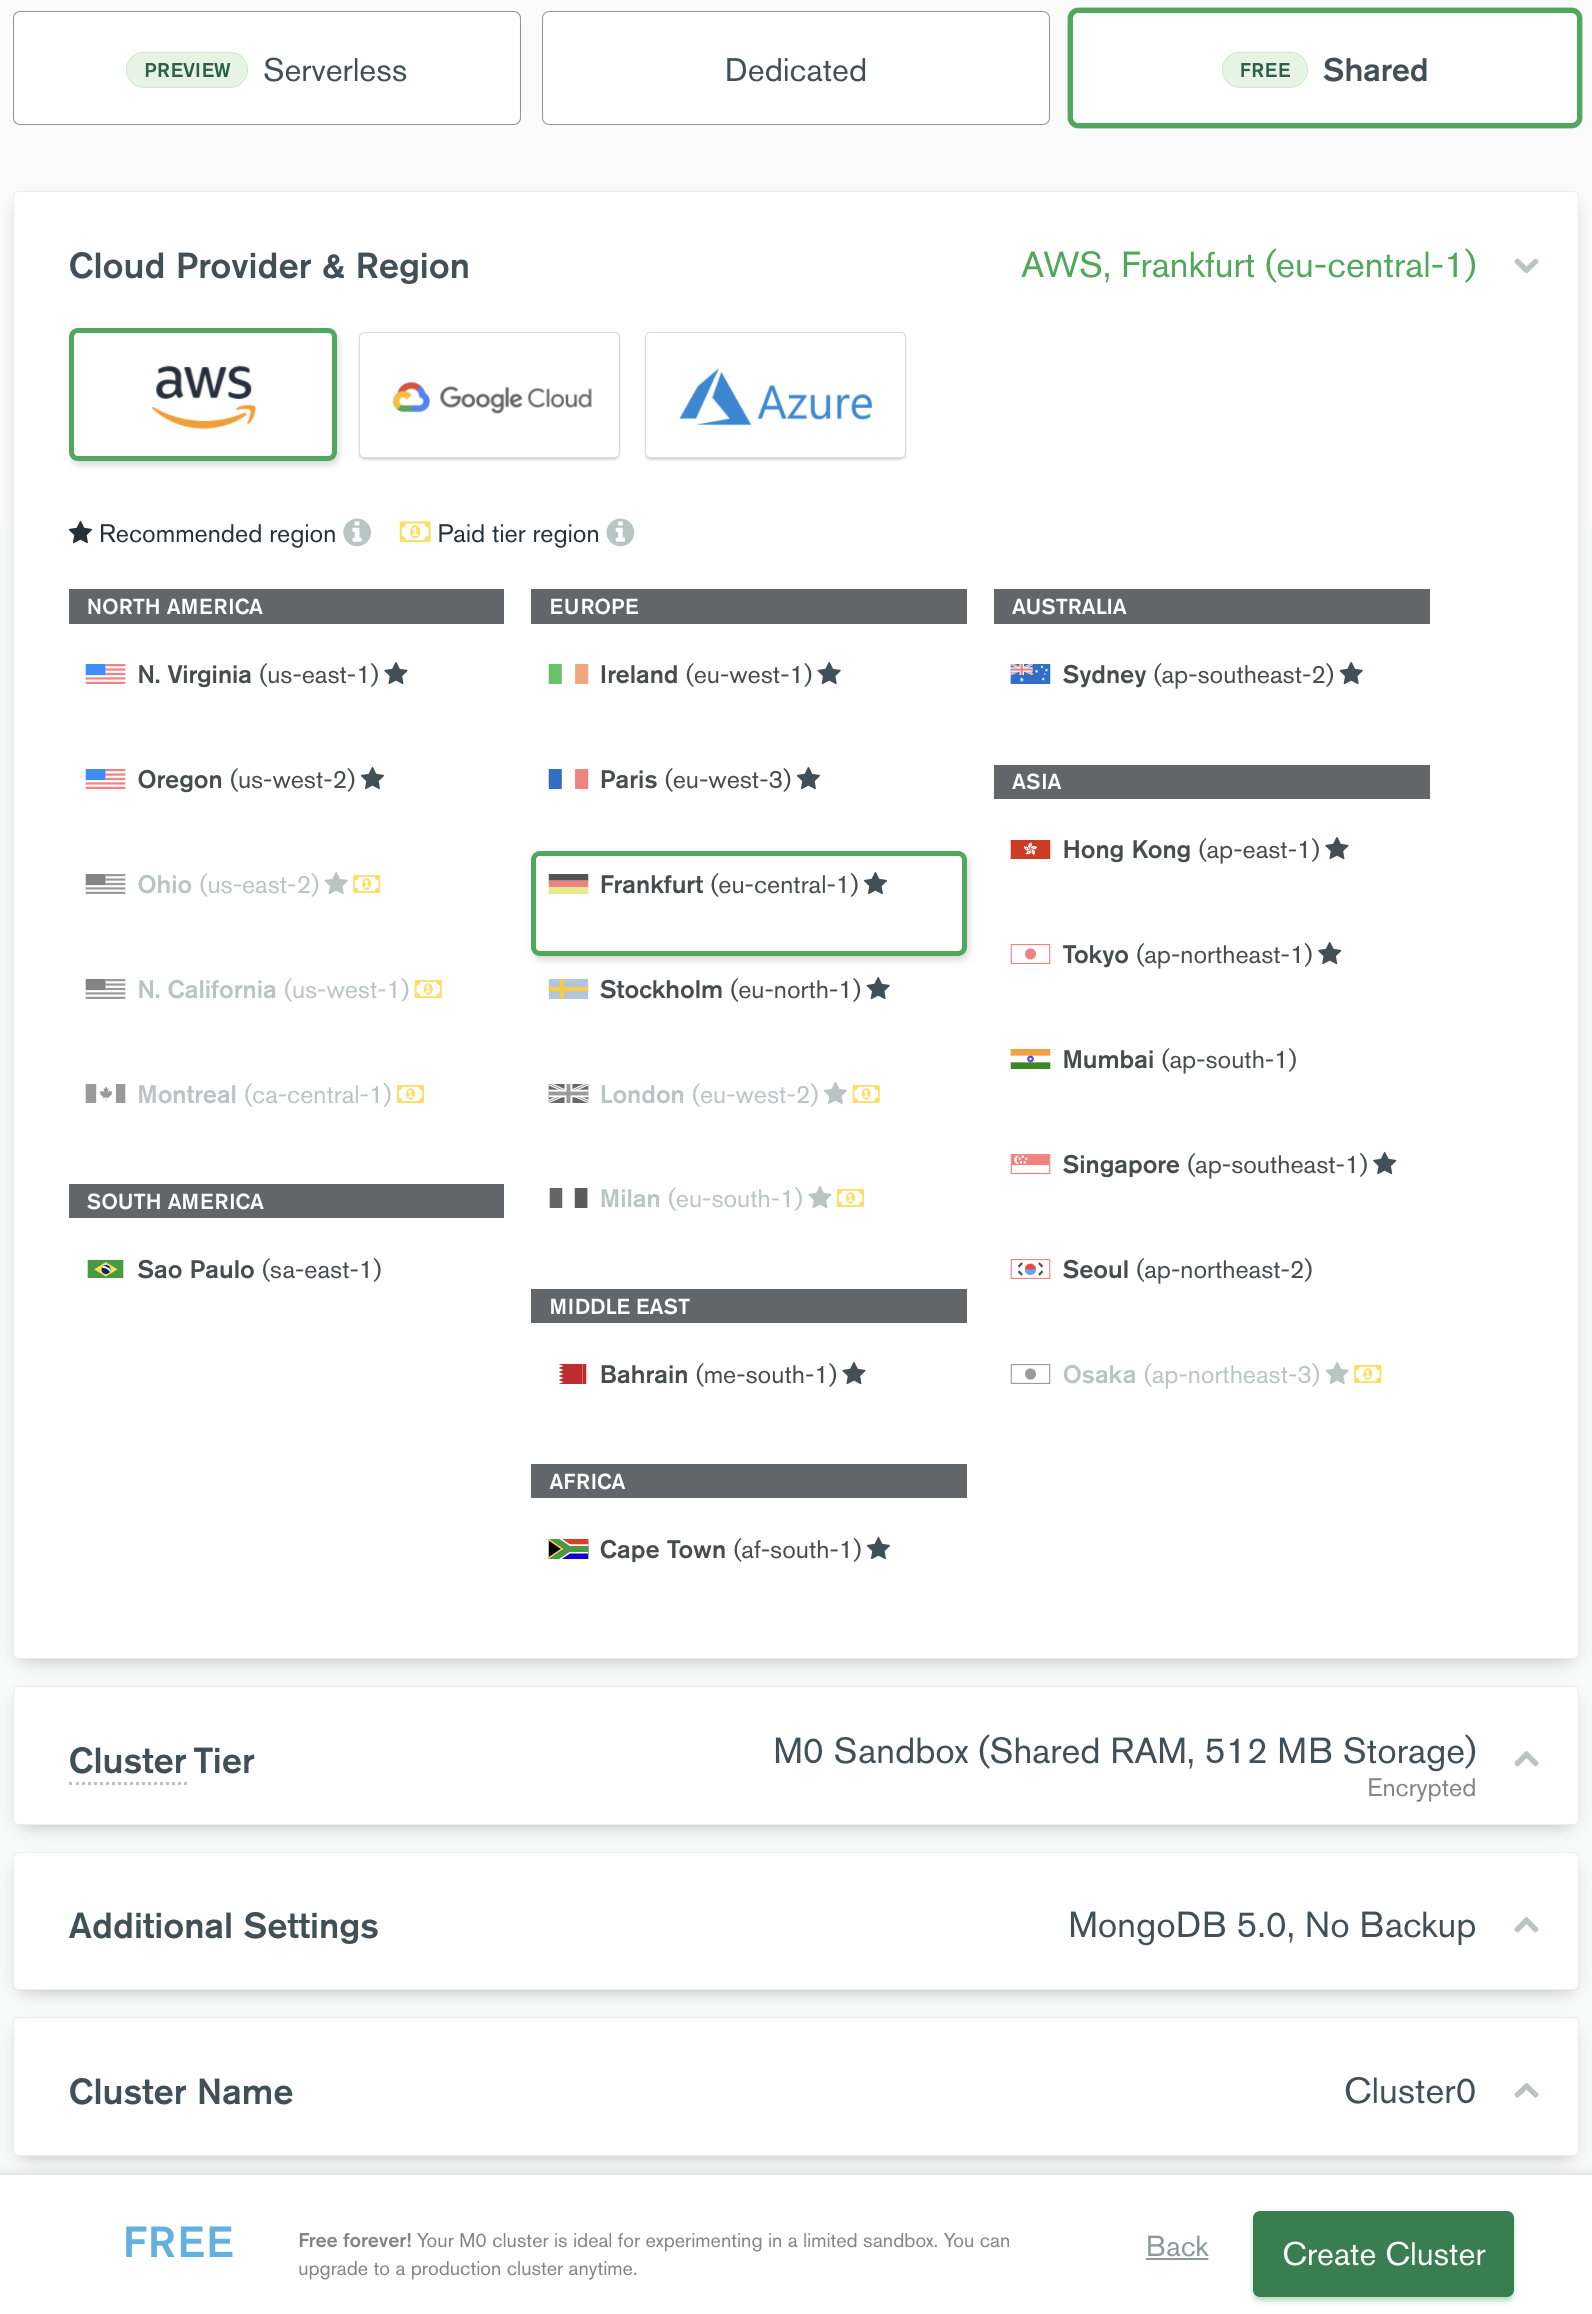 PREVIEW Serverless
Dedicated
FREE Shared
Cloud Provider & Region
AWS, Frankfurt (eu-central-1)
aws
Google Cloud
Azure
Recommended region
Paid tier region
NORTH AMERICA
N. Virginia (us-east-1)
Oregon (us-west-2)
Ohio (us-east-2)
N. California (us-west-1)
Montreal (ca-central-1)
SOUTH AMERICA
Sao Paulo (sa-east-1)
EUROPE
Ireland (eu-west-1)
Paris (eu-west-3)
Frankfurt (eu-central-1)
Stockholm (eu-north-1)
London (eu-west-2)
Milan (eu-south-1)
MIDDLE EAST
Bahrain (me-south-1)
AFRICA
Cape Town (af-south-1)
AUSTRALIA
Sydney (ap-southeast-2)
ASIA
Hong Kong (ap-east-1)
Tokyo (ap-northeast-1)
Mumbai (ap-south-1)
Singapore (ap-southeast-1)
Seoul (ap-northeast-2)
Osaka (ap-northeast-3)
Cluster Tier
M0 Sandbox (Shared RAM, 512 MB Storage)
Encrypted
Additional Settings
MongoDB 5.0, No Backup
Cluster Name
Cluster0
FREE
Free forever! Your M0 cluster is ideal for experimenting in a limited sandbox. You can
upgrade to a production cluster anytime.
Back
Create Cluster